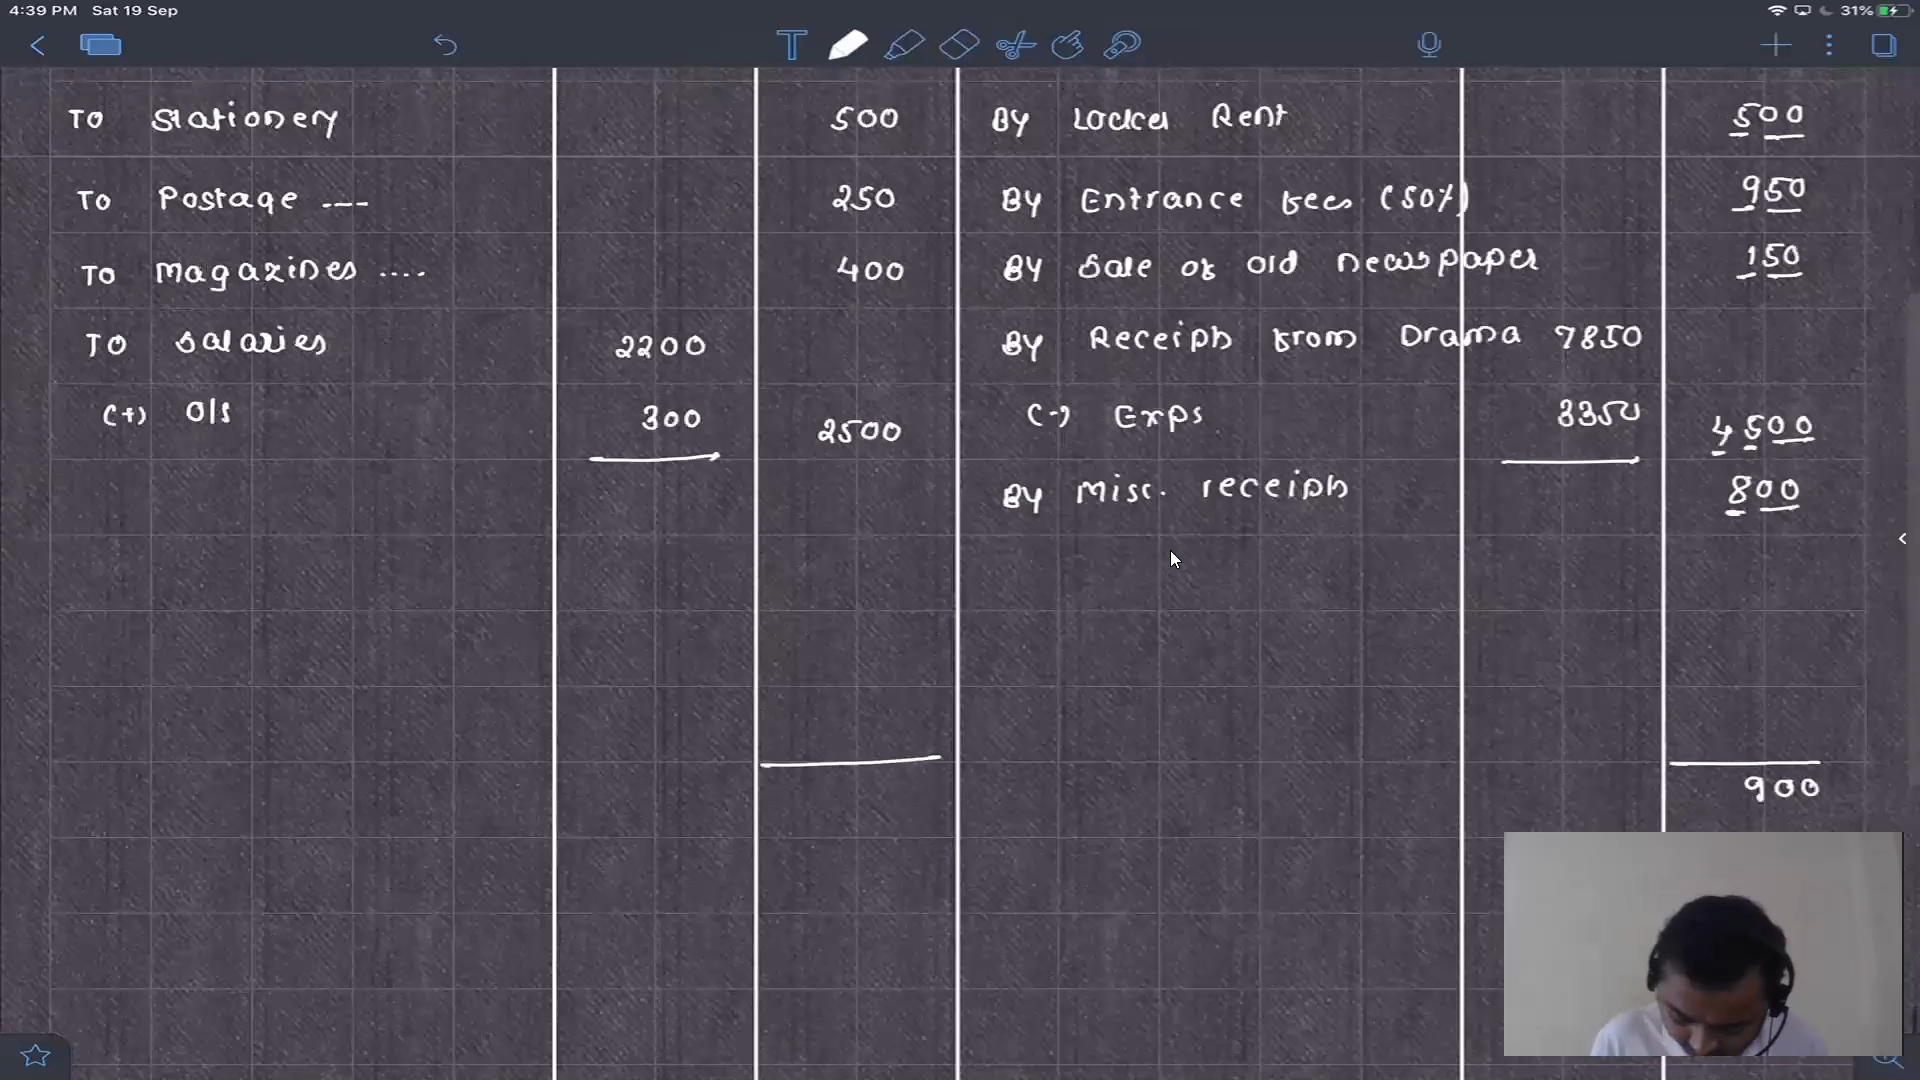 4:39 PM Sat 19 Sep 31%
T
To Stationery 500 By Locker Rent 500
To Postage --- 250 By Entrance fees (50%) 950
To Magazines .... 400 By Sale of old newspaper 150
To Salaries 2200 By Receipts from Drama 7850
(+) O/s 300 2500 (-) Exps 3350 4500
By Misc. receipts 800
900